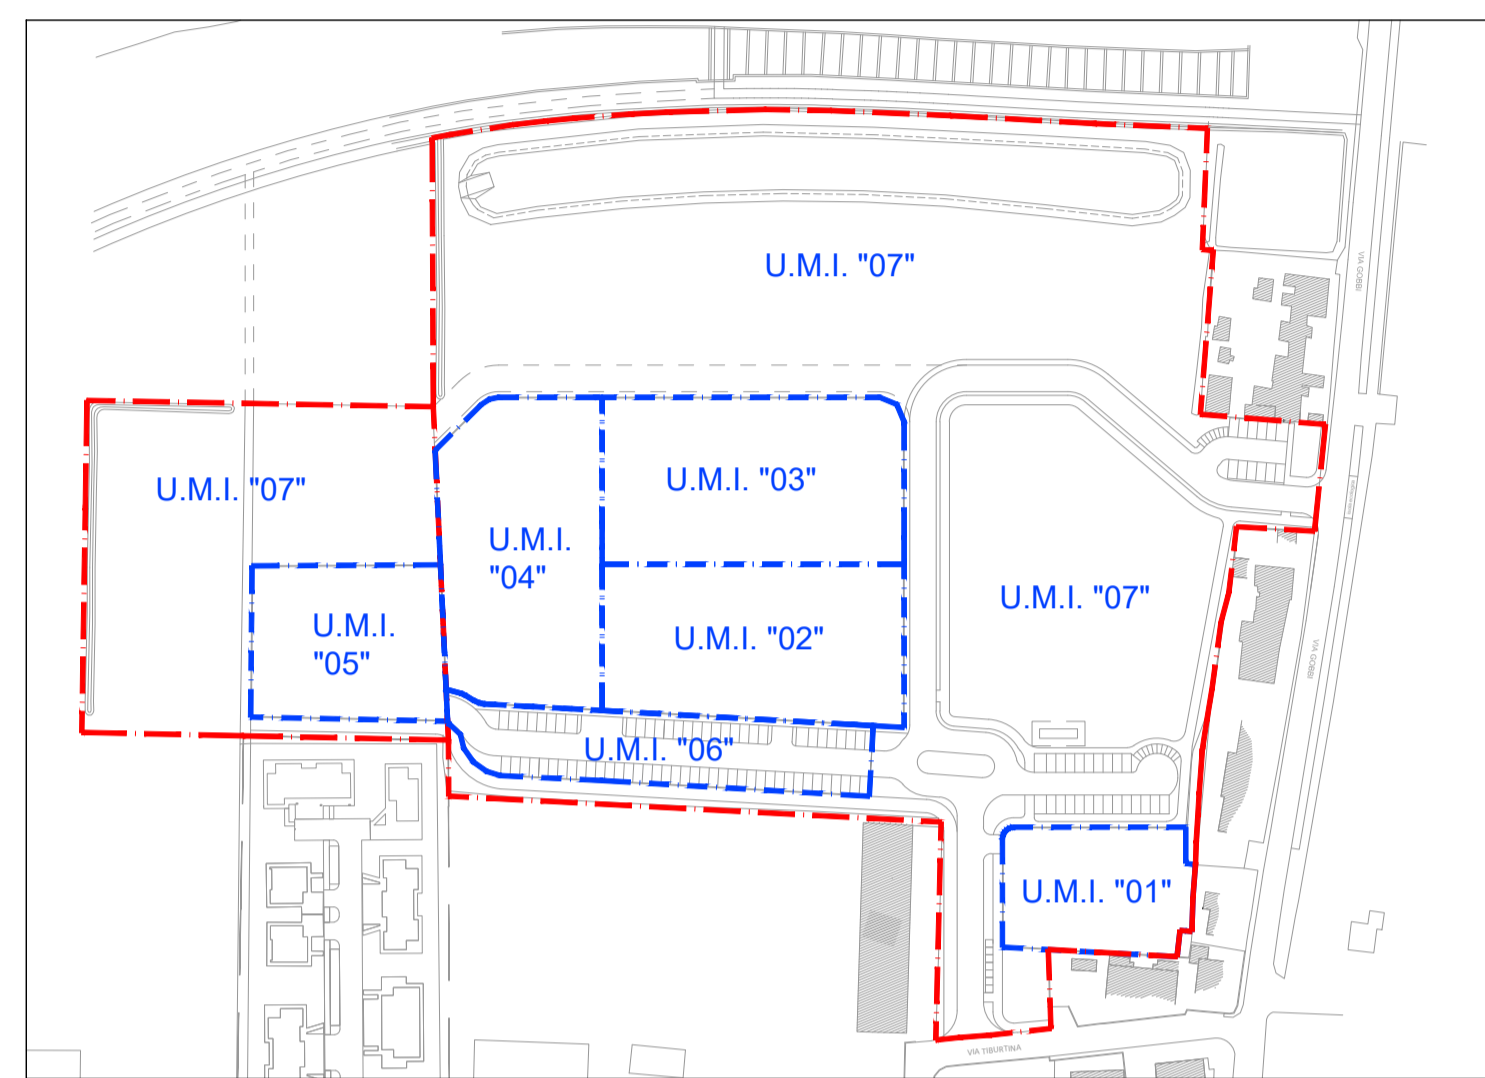 U.M.I. "07"
VIA GOBBI
U.M.I. "07"
U.M.I. "03"
U.M.I.
"04"
U.M.I. "07"
U.M.I.
"05"
U.M.I. "02"
VIA GOBBI
U.M.I. "06"
U.M.I. "01"
VIA TIBURTINA